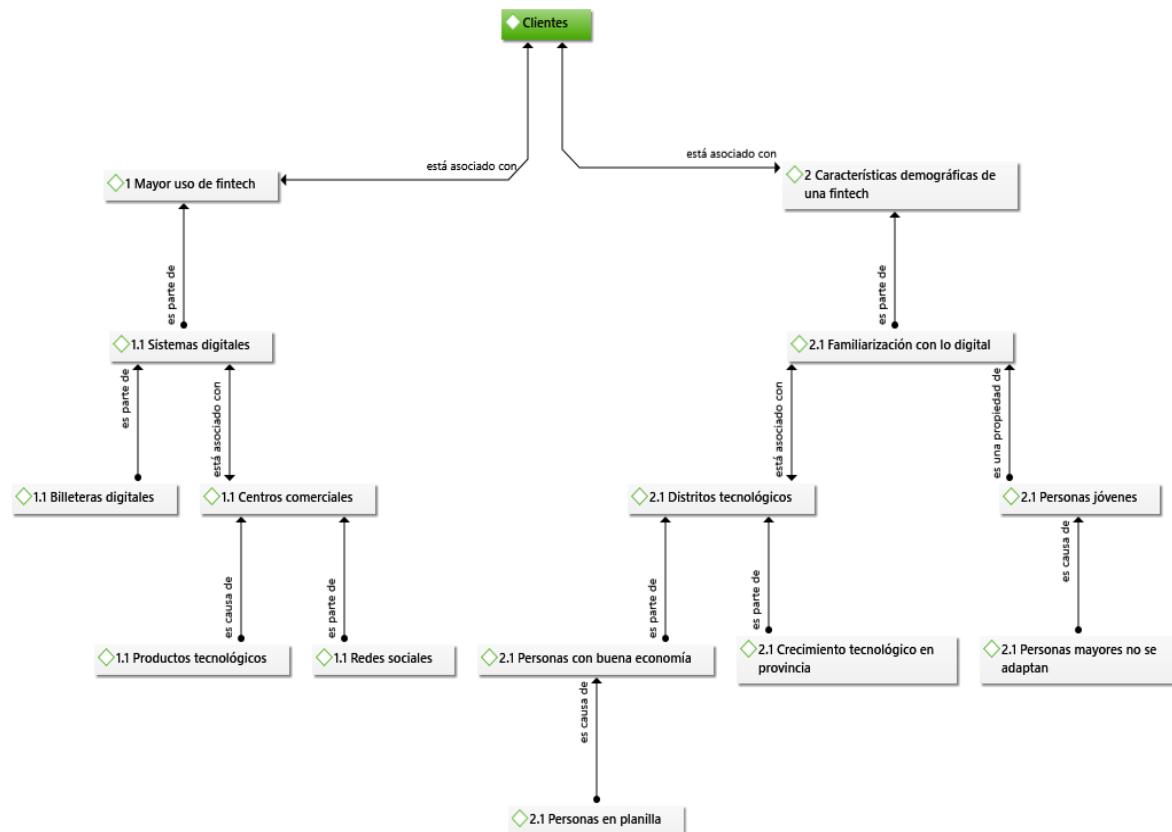 Clientes
está asociado con
está asociado con
1 Mayor uso de fintech
2 Características demográficas de
una fintech
es parte de
es parte de
1.1 Sistemas digitales
2.1 Familiarización con lo digital
es parte de
está asociado con
está asociado con
es una propiedad de
1.1 Billeteras digitales
1.1 Centros comerciales
2.1 Distritos tecnológicos
2.1 Personas jóvenes
es causa de
es parte de
es parte de
es parte de
es causa de
1.1 Productos tecnológicos
1.1 Redes sociales
2.1 Personas con buena economía
2.1 Crecimiento tecnológico en
provincia
2.1 Personas mayores no se
adaptan
es causa de
2.1 Personas en planilla